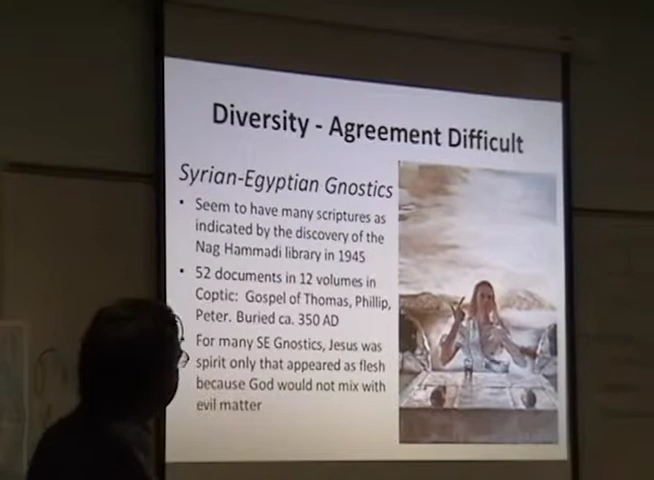 Diversity - Agreement Difficult
Syrian-Egyptian Gnostics
• Seem to have many scriptures as
indicated by the discovery of the
Nag Hammadi library in 1945
• 52 documents in 12 volumes in
Coptic: Gospel of Thomas, Phillip,
Peter. Buried ca. 350 AD
For many SE Gnostics, Jesus was
spirit only that appeared as flesh
because God would not mix with
evil matter